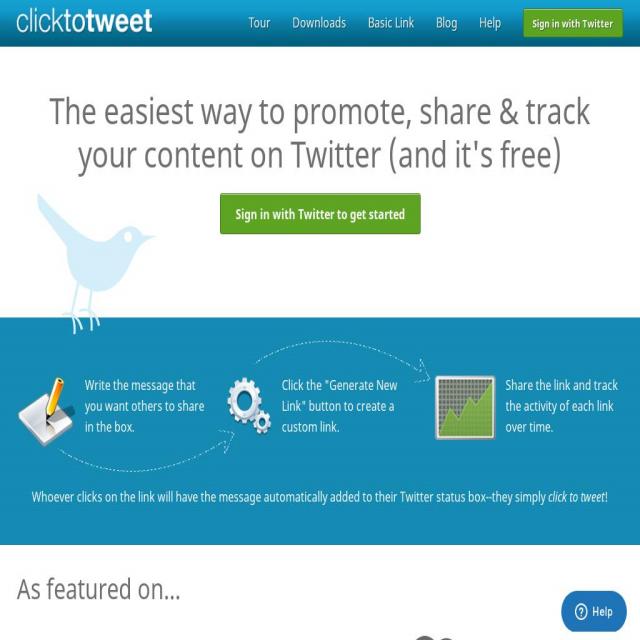 clicktotweet
Tour
Downloads
Basic Link
Blog
Help
Sign in with Twitter
The easiest way to promote, share & track
your content on Twitter (and it's free)
Sign in with Twitter to get started
Write the message that
you want others to share
in the box.
Click the "Generate New
Link" button to create a
custom link.
Share the link and track
the activity of each link
over time.
Whoever clicks on the link will have the message automatically added to their Twitter status box--they simply click to tweet!
As featured on...
Help